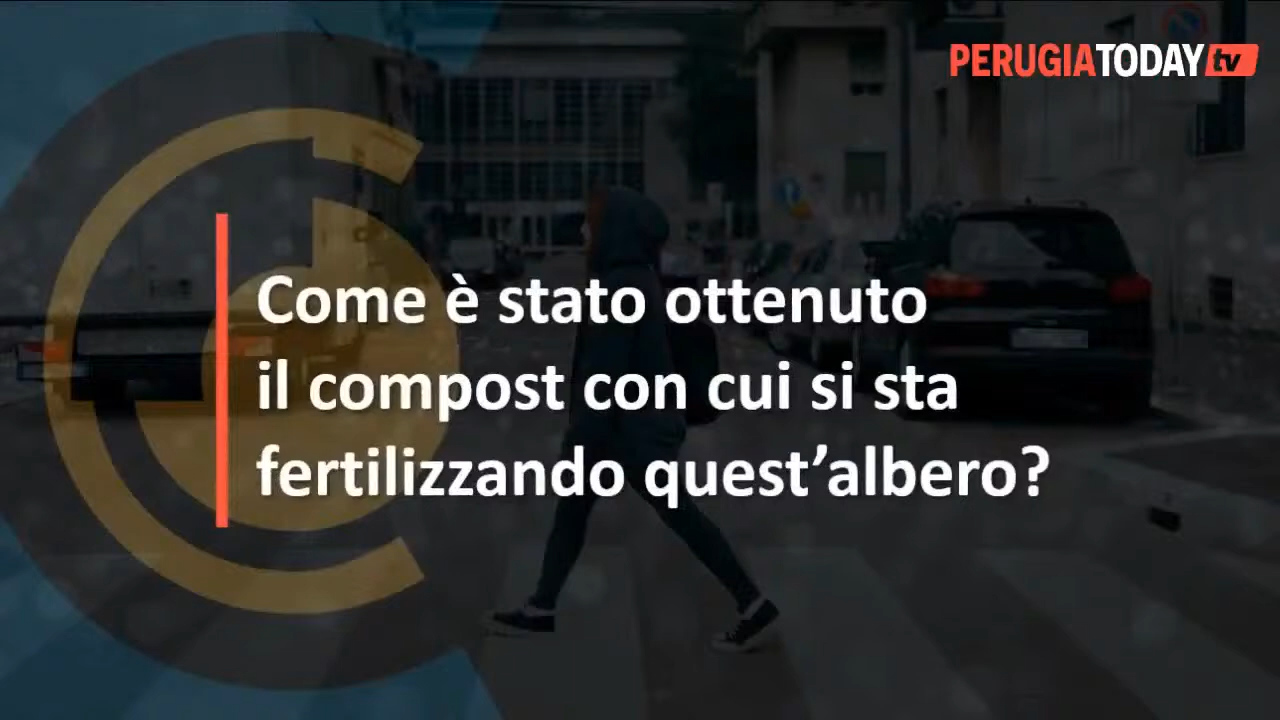 PERUGIATODAY tv
Come è stato ottenuto
il compost con cui si sta
fertilizzando quest’albero?